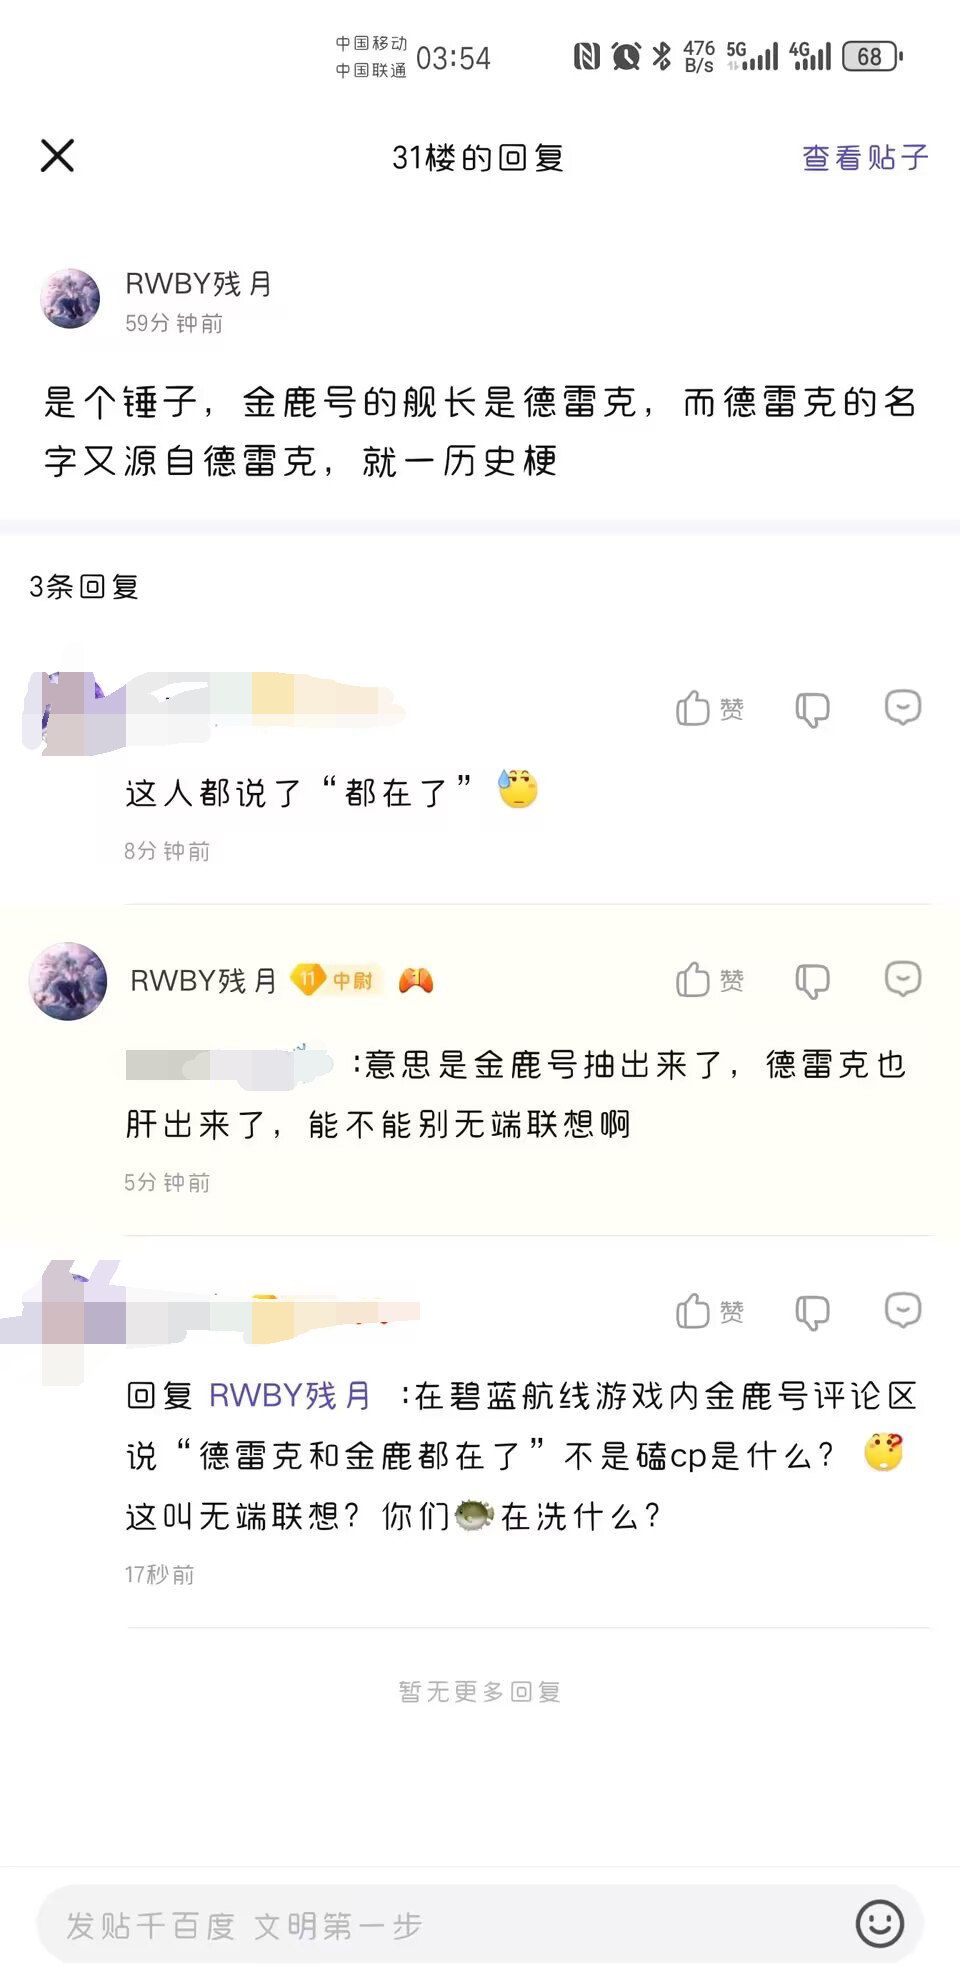 中国移动
中国联通
03:54
476
B/s
5G
4G
68
31楼的回复
查看贴子
RWBY残月
59分钟前
是个锤子，金鹿号的舰长是德雷克，而德雷克的名
字又源自德雷克，就一历史梗
3条回复
赞
这人都说了“都在了”
8分钟前
RWBY残月 11 中尉
赞
:意思是金鹿号抽出来了，德雷克也
肝出来了，能不能别无端联想啊
5分钟前
赞
回复 RWBY残月 :在碧蓝航线游戏内金鹿号评论区
说“德雷克和金鹿都在了”不是磕cp是什么？
这叫无端联想？你们在洗什么？
17秒前
暂无更多回复
发贴千百度 文明第一步